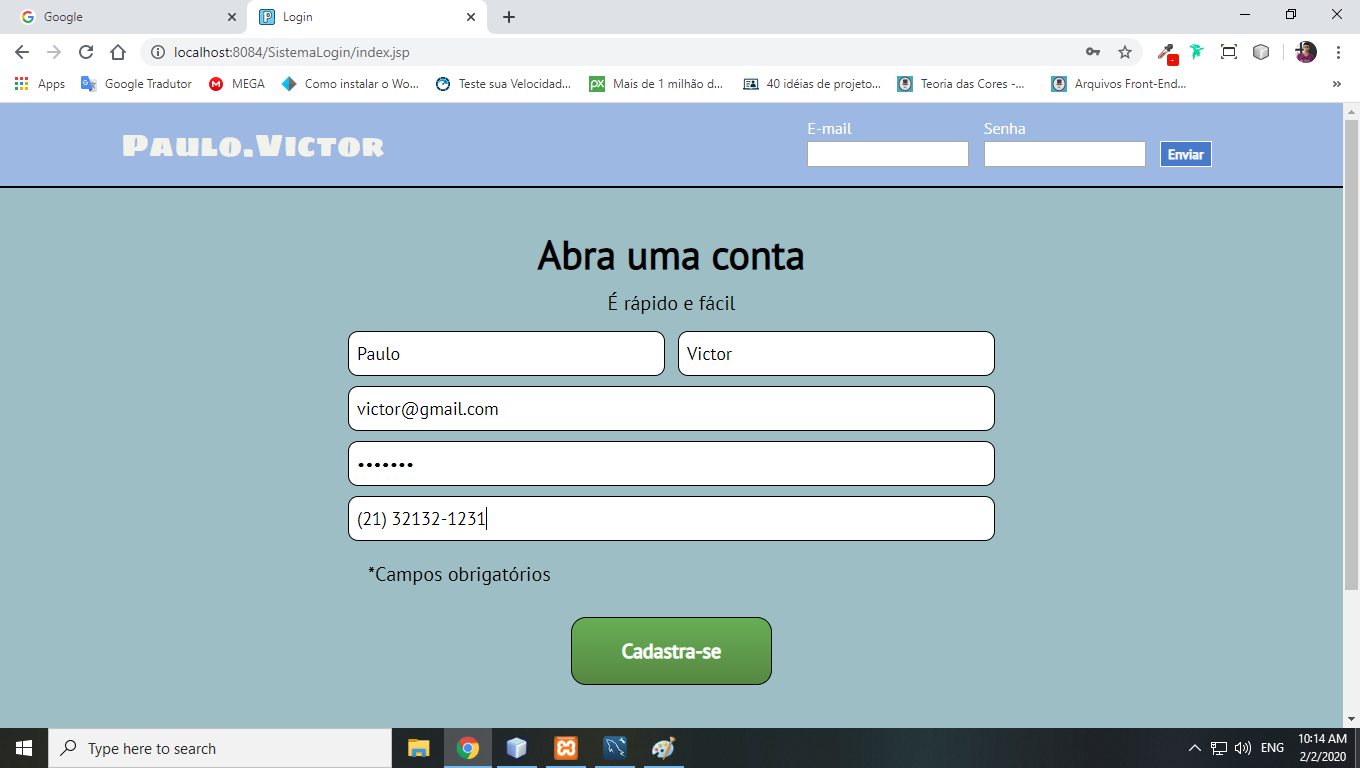 Google
Login
localhost:8084/SistemaLogin/index.jsp
Apps Google Tradutor MEGA Como instalar o Wo... Teste sua Velocidad... Mais de 1 milhão d... 40 idéias de projeto... Teoria das Cores -... Arquivos Front-End... »
Paulo.Victor
E-mail Senha
Enviar
Abra uma conta
É rápido e fácil
Paulo Victor
victor@gmail.com
•••••••
(21) 32132-1231
*Campos obrigatórios
Cadastra-se
Type here to search
ENG
10:14 AM
2/2/2020